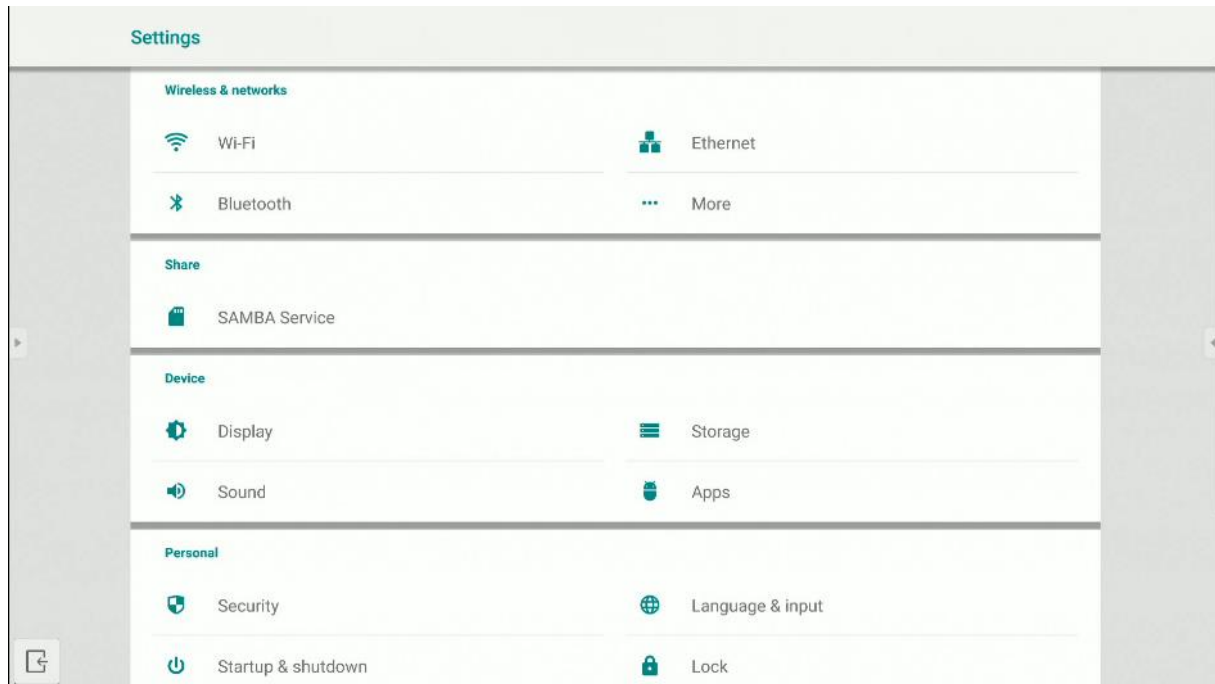 Settings
Wireless & networks
Wi-Fi
Ethernet
Bluetooth
More
Share
SAMBA Service
Device
Display
Storage
Sound
Apps
Personal
Security
Language & input
Startup & shutdown
Lock